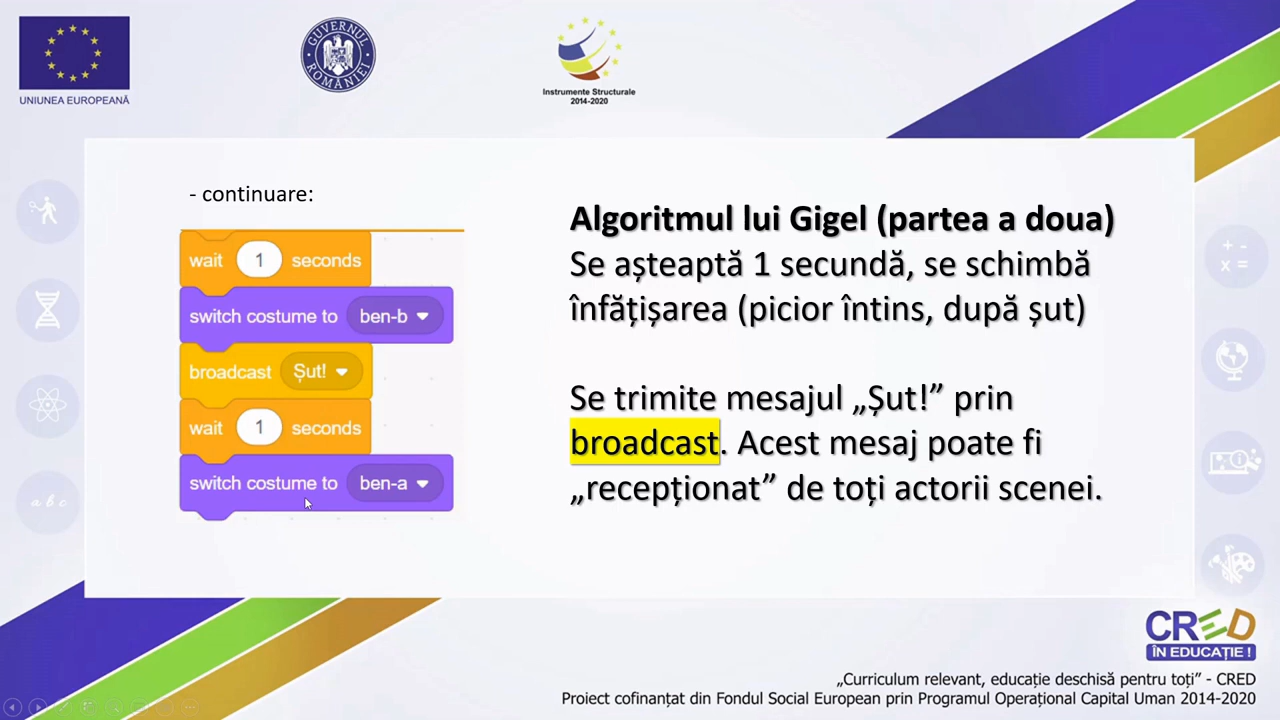 UNIUNEA EUROPEANĂ
GUVERNUL ROMÂNIEI
Instrumente Structurale
2014-2020
- continuare:
wait 1 seconds
switch costume to ben-b
broadcast Șut!
wait 1 seconds
switch costume to ben-a
Algoritmul lui Gigel (partea a doua)
Se așteaptă 1 secundă, se schimbă
înfățișarea (picior întins, după șut)
Se trimite mesajul „Șut!” prin
broadcast. Acest mesaj poate fi
„recepționat” de toți actorii scenei.
a b c
+ -
x =
CRED
ÎN EDUCAȚIE !
„Curriculum relevant, educație deschisă pentru toți” - CRED
Proiect cofinanțat din Fondul Social European prin Programul Operațional Capital Uman 2014-2020